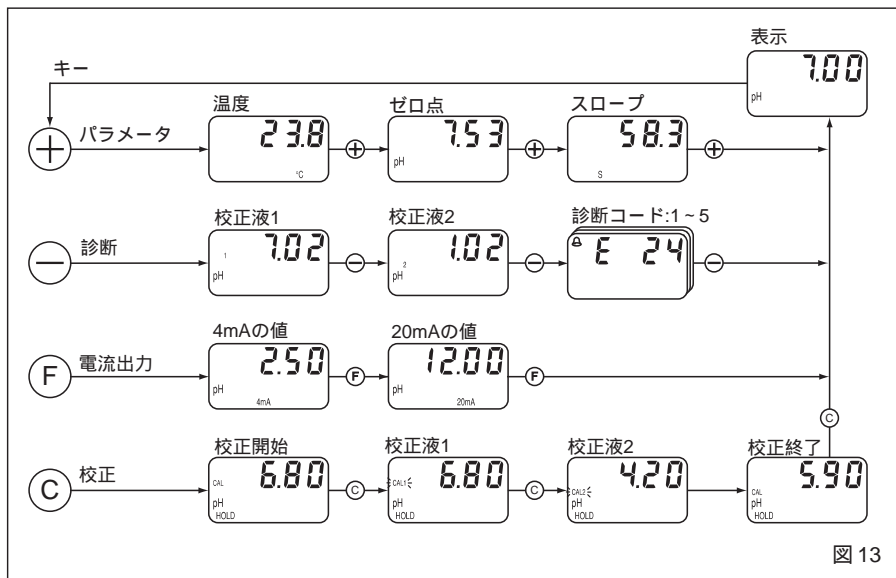 表示
7.00
pH
キー
＋ パラメータ
温度
23.8
°C
＋
ゼロ点
7.53
pH
＋
スロープ
58.3
S
＋
－ 診断
校正液1
1
7.02
pH
－
校正液2
1.02
2
pH
－
診断コード:1～5
E 24
－
F 電流出力
4mAの値
2.50
pH
4mA
F
20mAの値
12.00
pH
20mA
F
C
C 校正
校正開始
6.80
CAL
pH
HOLD
C
校正液1
6.80
CAL1
pH
HOLD
C
校正液2
4.20
CAL2
pH
HOLD
校正終了
5.90
CAL
pH
HOLD
図 13